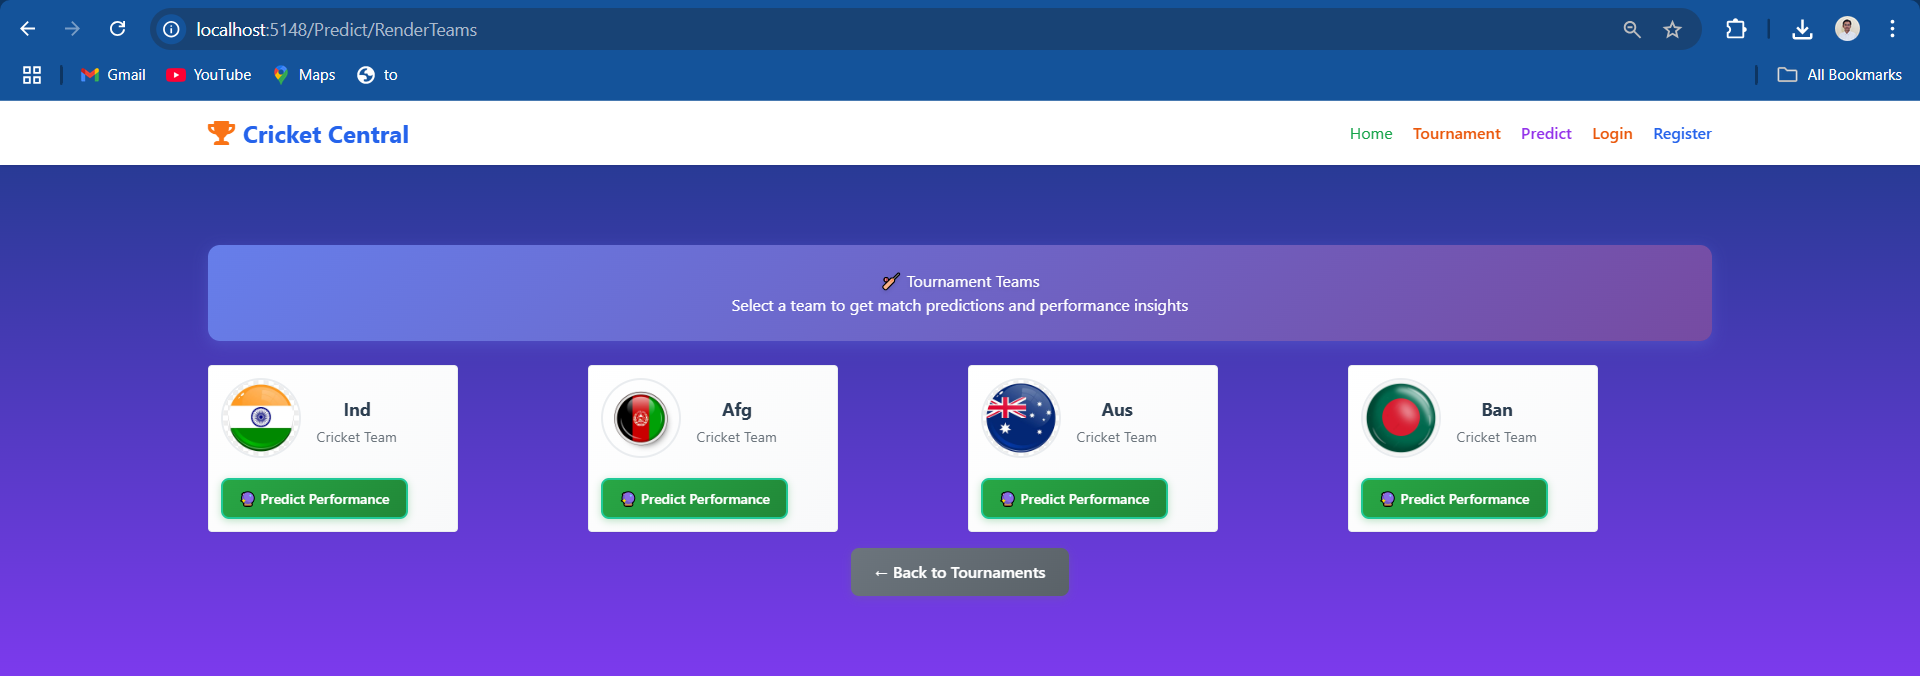 localhost:5148/Predict/RenderTeams
Gmail YouTube Maps to All Bookmarks
Cricket Central Home Tournament Predict Login Register
Tournament Teams
Select a team to get match predictions and performance insights
Ind
Cricket Team
Predict Performance
Afg
Cricket Team
Predict Performance
Aus
Cricket Team
Predict Performance
Ban
Cricket Team
Predict Performance
← Back to Tournaments